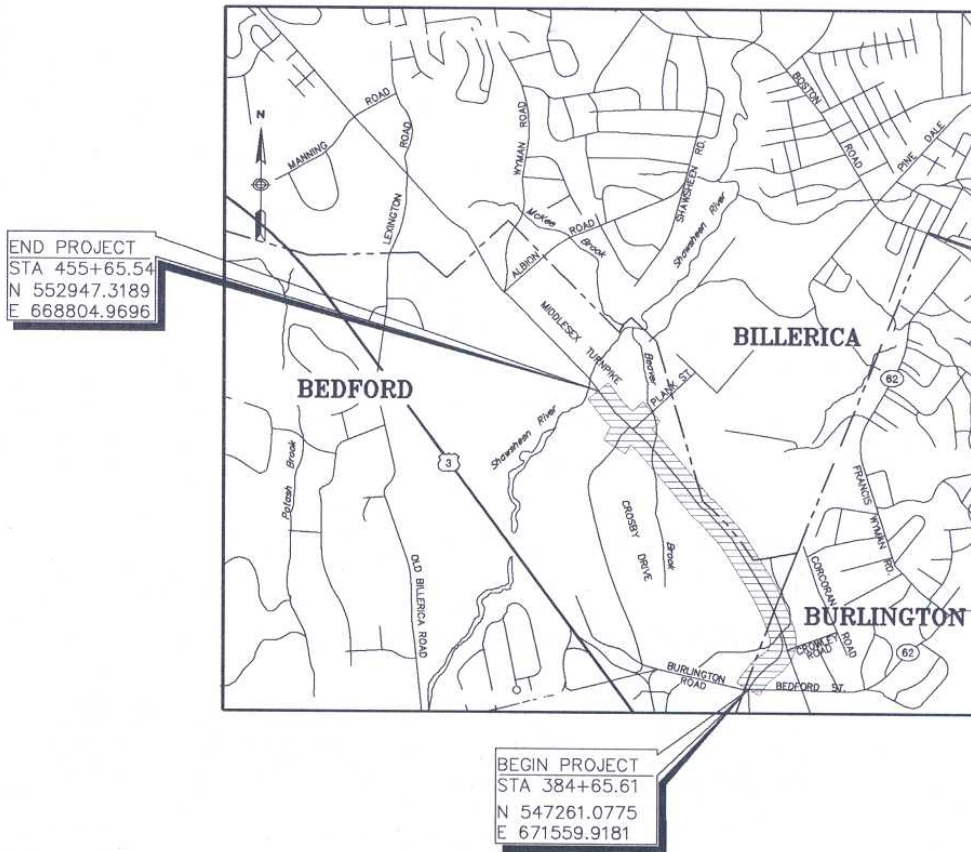 BOSTON
ROAD
PINE DALE
N
MANNING
ROAD
ROAD
LEXINGTON
WYMAN ROAD
SHAWSHEEN RD.
McKee
Brook
ALBION
ROAD
Shawsheen River
END PROJECT
STA 455+65.54
N 552947.3189
E 668804.9696
MIDDLESEX TURNPIKE
BILLERICA
Beaver
Brook
PLANK ST.
62
BEDFORD
Shawsheen River
3
Potash Brook
FRANCIS WYMAN RD.
CROSBY
DRIVE
OLD BILLERICA ROAD
CORCORAN ROAD
BURLINGTON
CROWLEY
ROAD
62
BURLINGTON
ROAD
BEDFORD ST.
BEGIN PROJECT
STA 384+65.61
N 547261.0775
E 671559.9181